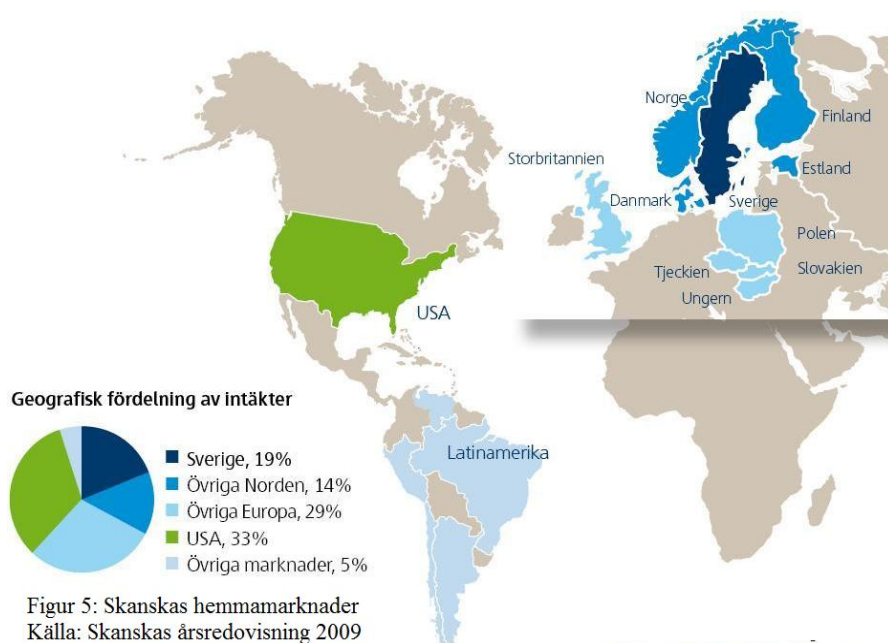 Norge
Finland
Storbritannien
Estland
Danmark
Sverige
Polen
Tjeckien
Slovakien
Ungern
USA
Geografisk fördelning av intäkter
Latinamerika
Sverige, 19%
Övriga Norden, 14%
Övriga Europa, 29%
USA, 33%
Övriga marknader, 5%
Figur 5: Skanskas hemmamarknader
Källa: Skanskas årsredovisning 2009